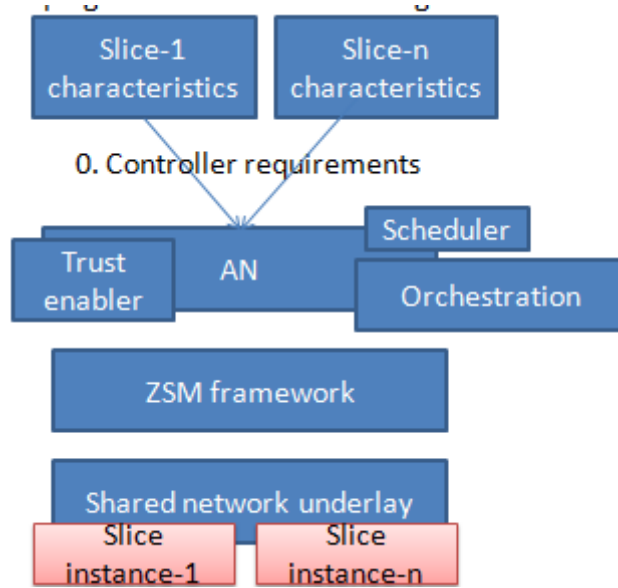 Slice-1
characteristics
Slice-n
characteristics
0. Controller requirements
Scheduler
Trust
enabler
AN
Orchestration
ZSM framework
Shared network underlay
Slice
instance-1
Slice
instance-n